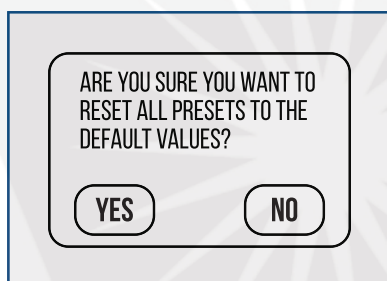 ARE YOU SURE YOU WANT TO
RESET ALL PRESETS TO THE
DEFAULT VALUES?
YES NO